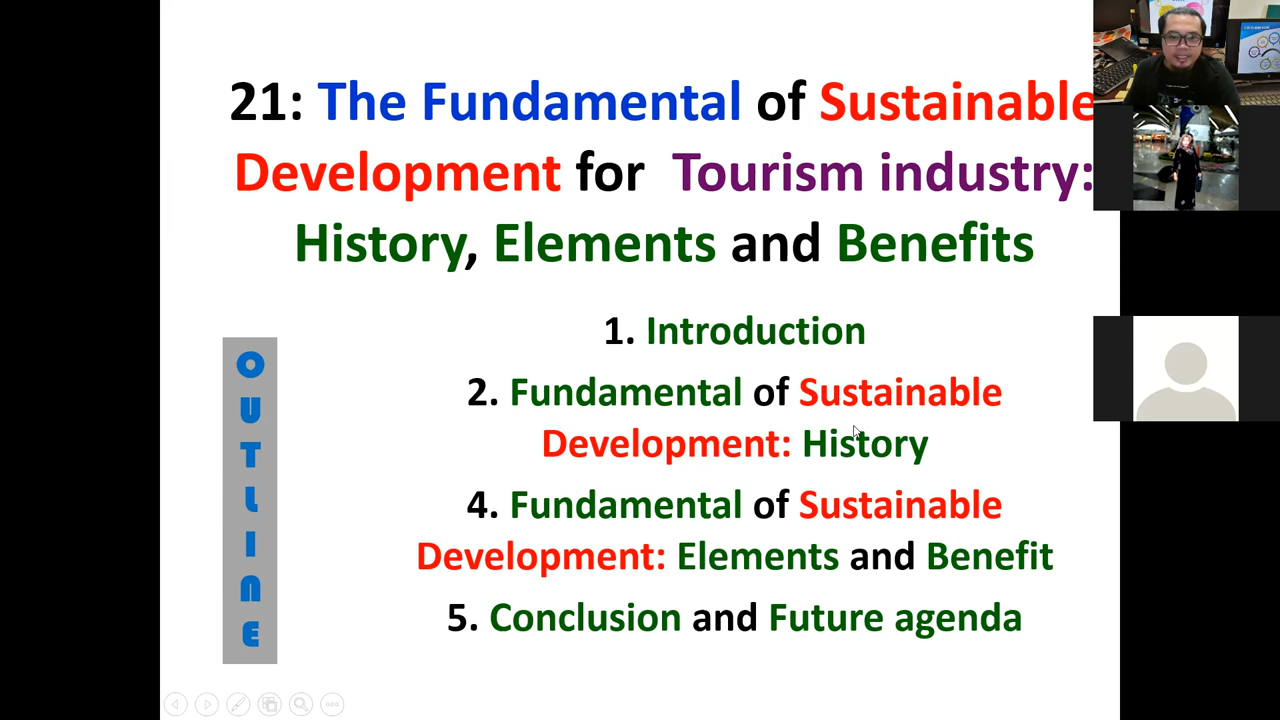 21: The Fundamental of Sustainable
Development for Tourism industry:
History, Elements and Benefits
OUTLINE
1. Introduction
2. Fundamental of Sustainable
Development: History
4. Fundamental of Sustainable
Development: Elements and Benefit
5. Conclusion and Future agenda